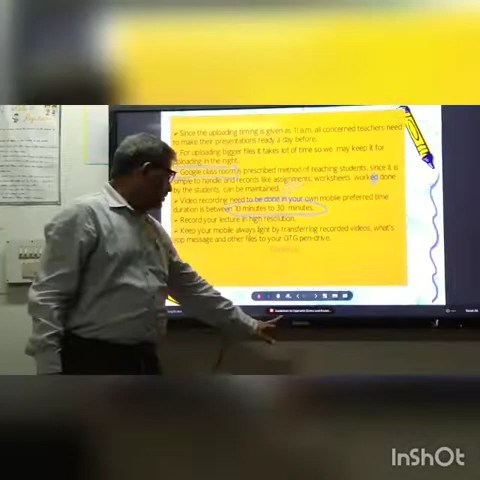 ➤ Since the uploading timing is given as 11 a.m. all concerned teachers need
to make their presentations ready a day before.
➤ For uploading bigger files it takes lot of time so we may keep it for
uploading in the night.
Google class room is prescribed method of reaching students, since it is
simple to handle and records like assignments, worksheets, worked done
by the students can be maintained.
➤ Video recording need to be done in your own mobile preferred time
duration is between 10 minutes to 30 minutes.
➤ Record your lecture in high resolution.
➤ Keep your mobile always light by transferring recorded videos, what's
app message and other files to your OTG pen-drive.
InShOt